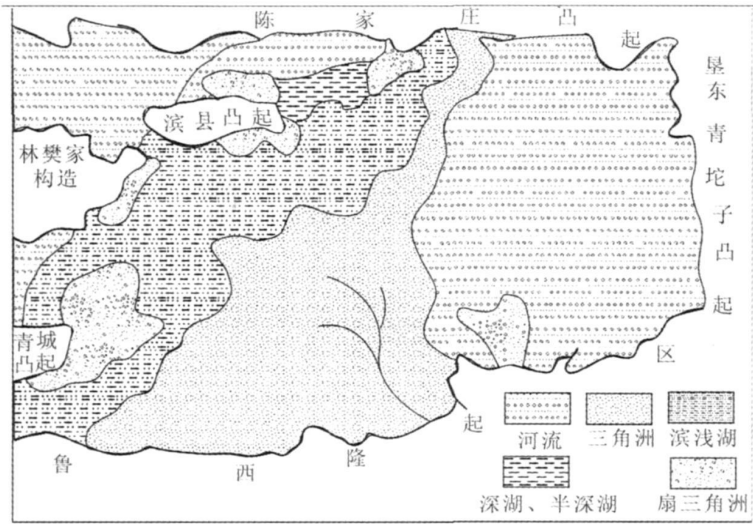 陈家庄凸起
垦东青坨子凸起
滨县凸起
林樊家
构造
青城
凸起
鲁西隆起区
河流
三角洲
滨浅湖
深湖、半深湖
扇三角洲